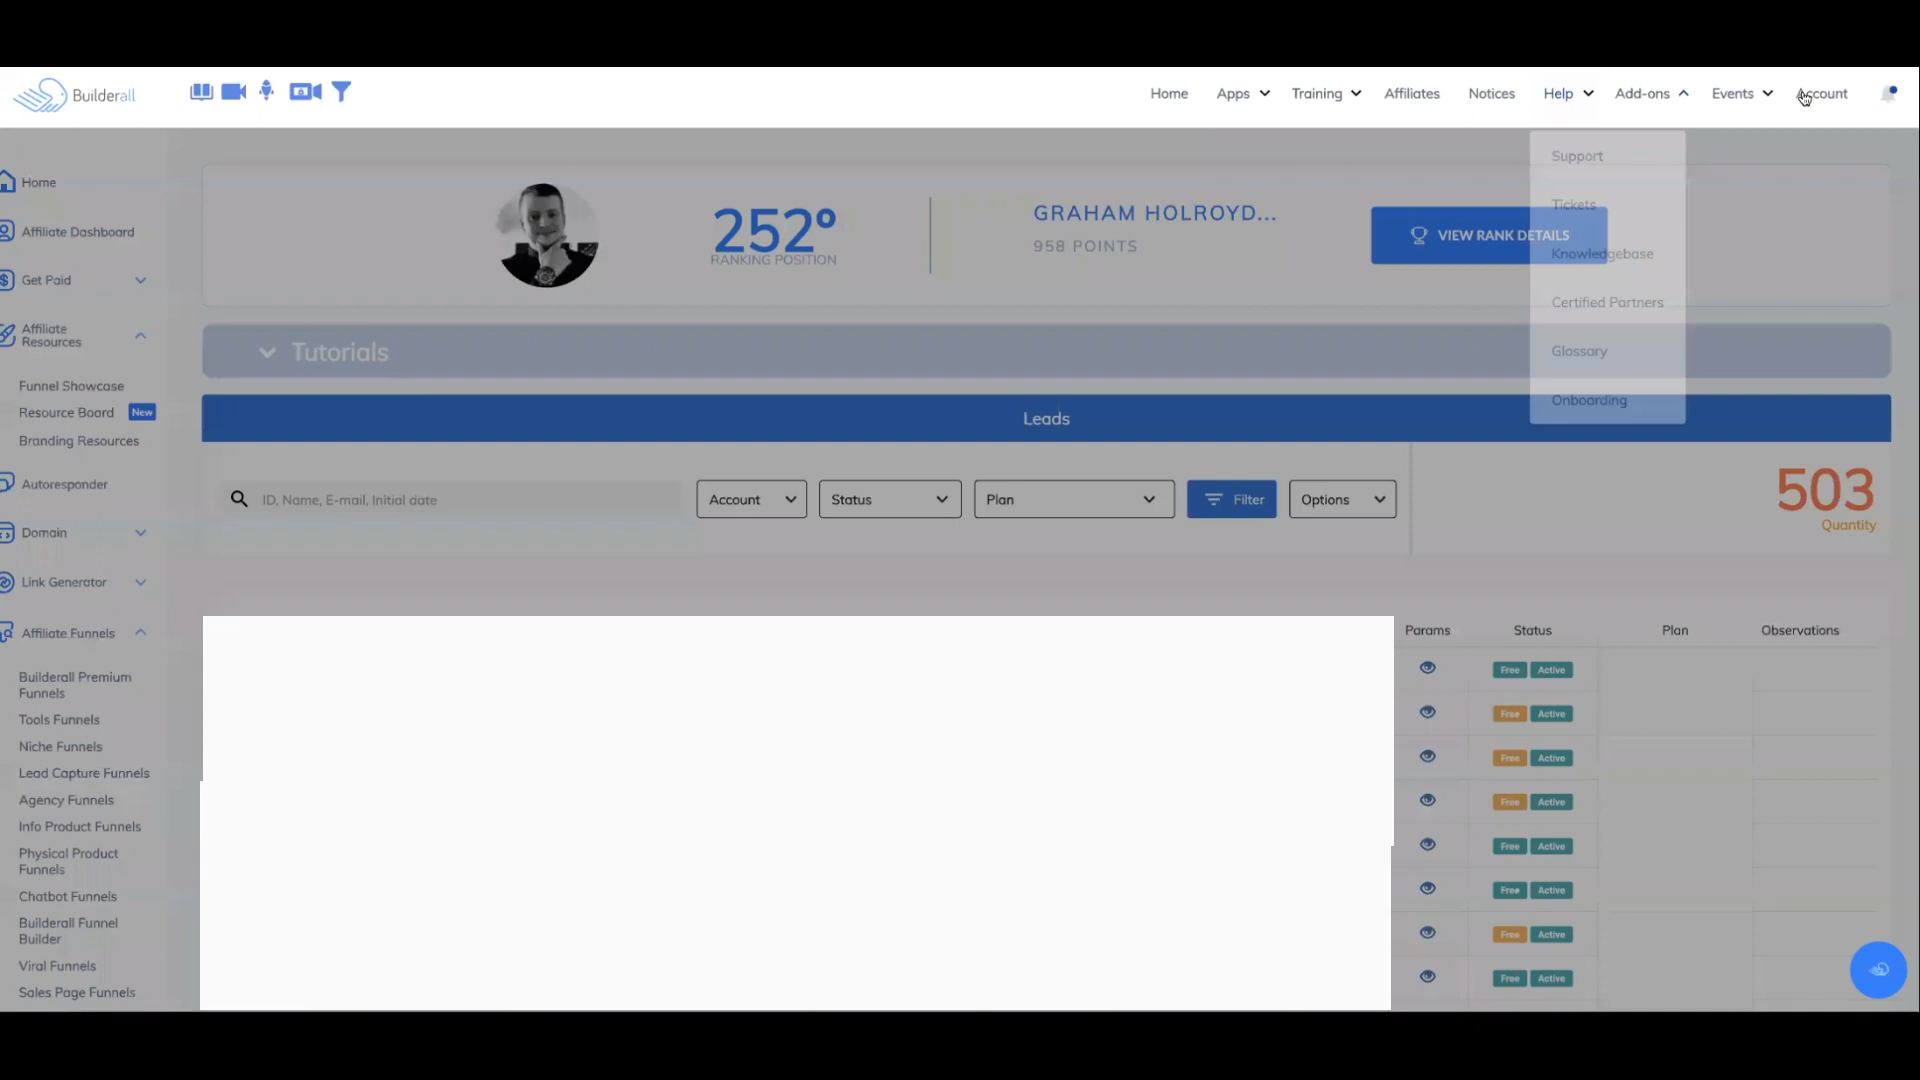 Builderall
Home
Apps
Training
Affiliates
Notices
Help
Add-ons
Events
Account
Support
Tickets
Knowledgebase
Certified Partners
Glossary
Onboarding
Home
Affiliate Dashboard
Get Paid
Affiliate
Resources
Funnel Showcase
Resource Board New
Branding Resources
Autoresponder
Domain
Link Generator
Affiliate Funnels
Builderall Premium
Funnels
Tools Funnels
Niche Funnels
Lead Capture Funnels
Agency Funnels
Info Product Funnels
Physical Product
Funnels
Chatbot Funnels
Builderall Funnel
Builder
Viral Funnels
Sales Page Funnels
252º
RANKING POSITION
GRAHAM HOLROYD...
958 POINTS
VIEW RANK DETAILS
Tutorials
Leads
ID, Name, E-mail, Initial date
Account
Status
Plan
Filter
Options
503
Quantity
Params Status Plan Observations
Free Active
Free Active
Free Active
Free Active
Free Active
Free Active
Free Active
Free Active